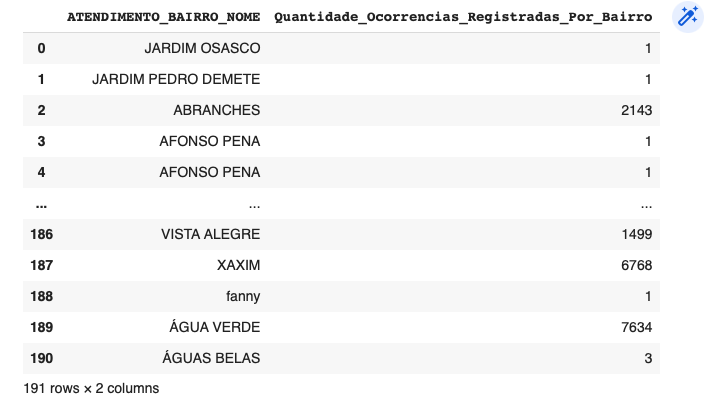 ATENDIMENTO_BAIRRO_NOME Quantidade_Ocorrencias_Registradas_Por_Bairro
0 JARDIM OSASCO 1
1 JARDIM PEDRO DEMETE 1
2 ABRANCHES 2143
3 AFONSO PENA 1
4 AFONSO PENA 1
... ... ...
186 VISTA ALEGRE 1499
187 XAXIM 6768
188 fanny 1
189 ÁGUA VERDE 7634
190 ÁGUAS BELAS 3
191 rows × 2 columns